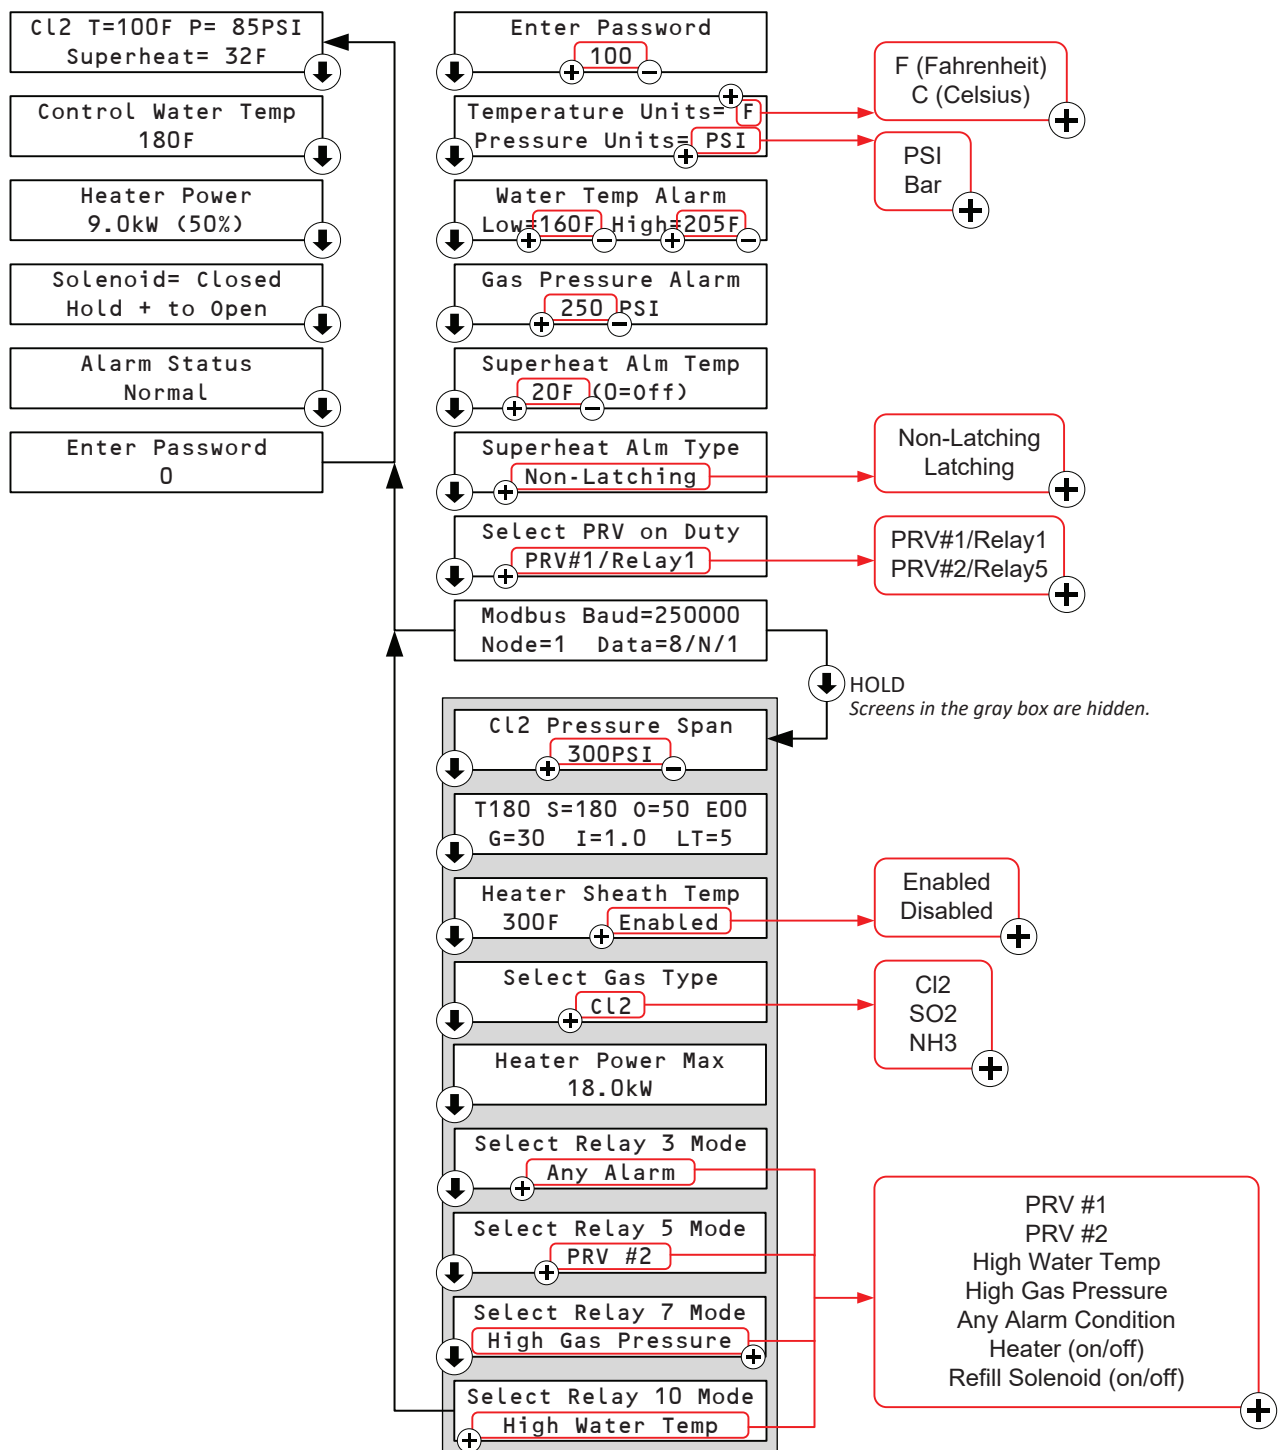 Cl2 T=100F P= 85PSI
Superheat= 32F
Control Water Temp
180F
Heater Power
9.0kW (50%)
Solenoid= Closed
Hold + to Open
Alarm Status
Normal
Enter Password
0
Enter Password
100
Temperature Units= F
Pressure Units= PSI
F (Fahrenheit)
C (Celsius)
PSI
Bar
Water Temp Alarm
Low=160F High=205F
Gas Pressure Alarm
250 PSI
Superheat Alm Temp
20F (0=Off)
Superheat Alm Type
Non-Latching
Non-Latching
Latching
Select PRV on Duty
PRV#1/Relay1
PRV#1/Relay1
PRV#2/Relay5
Modbus Baud=250000
Node=1 Data=8/N/1
HOLD
Screens in the gray box are hidden.
Cl2 Pressure Span
300PSI
T180 S=180 O=50 E00
G=30 I=1.0 LT=5
Heater Sheath Temp
300F Enabled
Enabled
Disabled
Select Gas Type
Cl2
Cl2
SO2
NH3
Heater Power Max
18.0kW
Select Relay 3 Mode
Any Alarm
Select Relay 5 Mode
PRV #2
Select Relay 7 Mode
High Gas Pressure
Select Relay 10 Mode
High Water Temp
PRV #1
PRV #2
High Water Temp
High Gas Pressure
Any Alarm Condition
Heater (on/off)
Refill Solenoid (on/off)